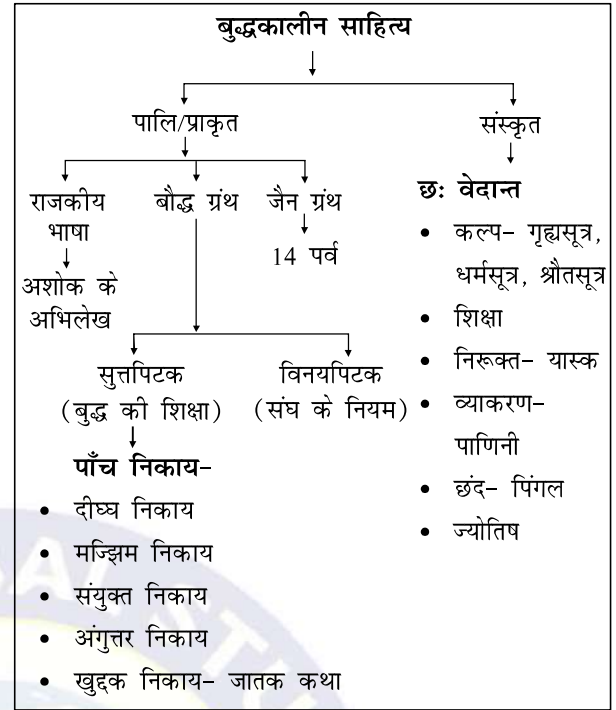 बुद्धकालीन साहित्य
पालि/प्राकृत
संस्कृत
राजकीय
भाषा
अशोक के
अभिलेख
बौद्ध ग्रंथ
जैन ग्रंथ
14 पर्व
सुत्तपिटक
(बुद्ध की शिक्षा)
विनयपिटक
(संघ के नियम)
पाँच निकाय-
• दीघ्घ निकाय
• मज्झिम निकाय
• संयुक्त निकाय
• अंगुत्तर निकाय
• खुद्दक निकाय- जातक कथा
छः वेदान्त
• कल्प- गृह्यसूत्र,
धर्मसूत्र, श्रौतसूत्र
• शिक्षा
• निरूक्त- यास्क
• व्याकरण-
पाणिनी
• छंद- पिंगल
• ज्योतिष